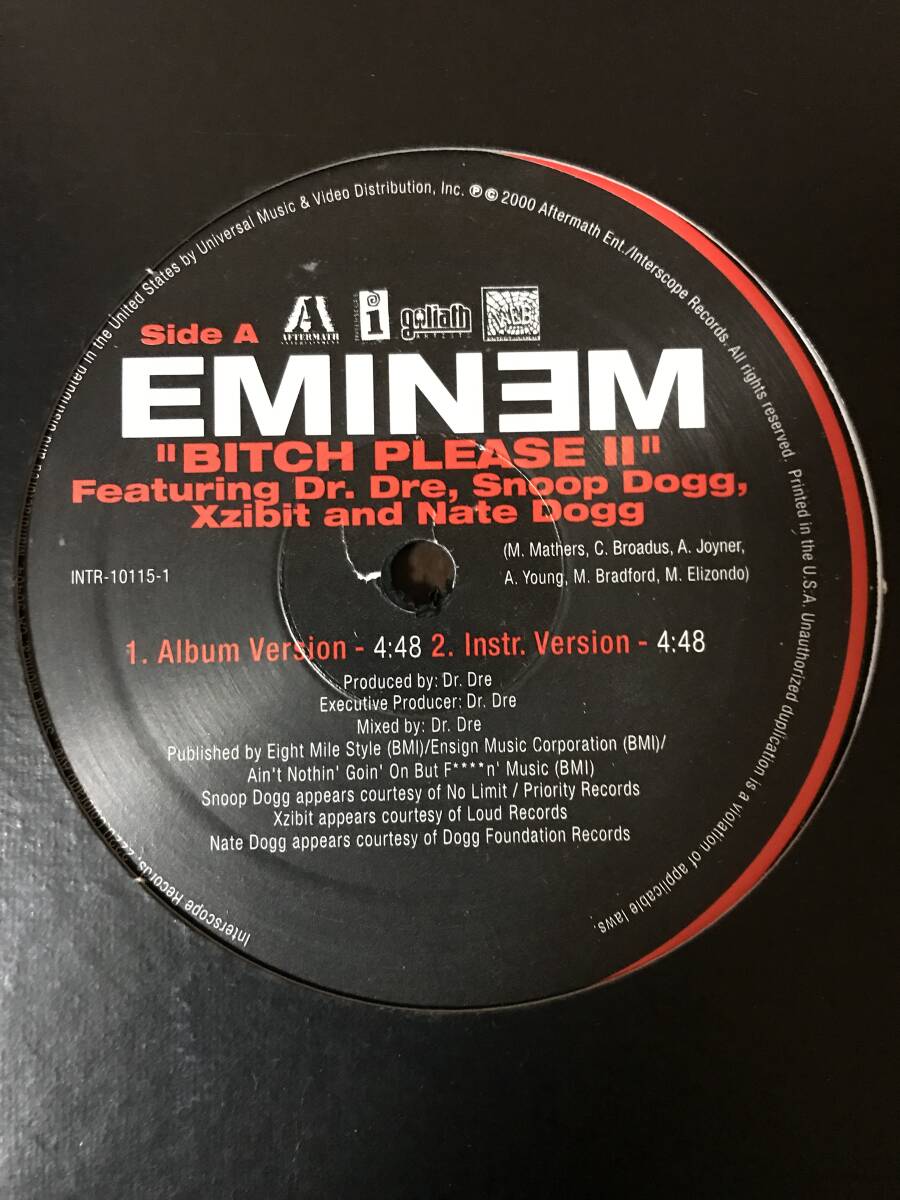 Side A
AFTERMATH
ENTERTAINMENT
INTERSCOPE
i
goliath
ARTISTS
WEB
ENTERTAINMENT
EMINƎM
"BITCH PLEASE II"
Featuring Dr. Dre, Snoop Dogg,
Xzibit and Nate Dogg
(M. Mathers, C. Broadus, A. Joyner,
INTR-10115-1
A. Young, M. Bradford, M. Elizondo)
1. Album Version - 4:48 2. Instr. Version - 4:48
Produced by: Dr. Dre
Executive Producer: Dr. Dre
Mixed by: Dr. Dre
Published by Eight Mile Style (BMI)/Ensign Music Corporation (BMI)/
Ain't Nothin' Goin' On But F****n' Music (BMI)
Snoop Dogg appears courtesy of No Limit / Priority Records
Xzibit appears courtesy of Loud Records
Nate Dogg appears courtesy of Dogg Foundation Records
Interscope Records, and distributed in the United States by Universal Music & Video Distribution, Inc. ℗ © 2000 Aftermath Ent./Interscope Records. All rights reserved. Printed in the U.S.A. Unauthorized duplication is a violation of applicable laws.